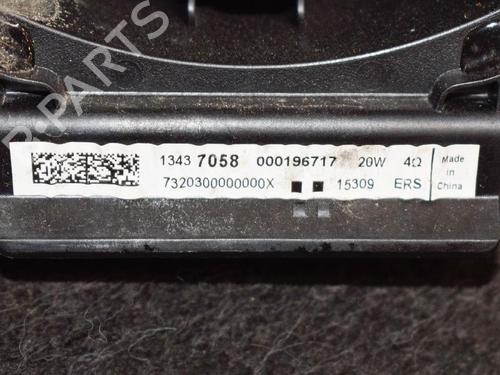 B-PARTS
1343 7058 000196717 20W 4Ω
7320300000000X 15309 ERS
Made
in
China